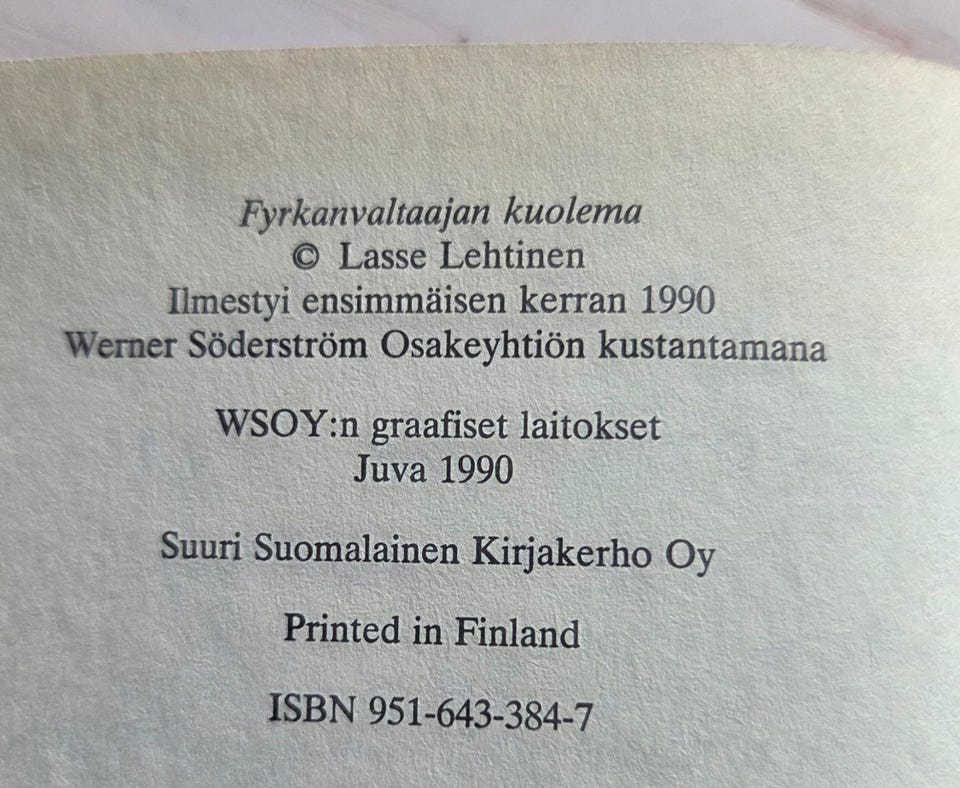 Fyrkanvaltaajan kuolema
© Lasse Lehtinen
Ilmestyi ensimmäisen kerran 1990
Werner Söderström Osakeyhtiön kustantamana
WSOY:n graafiset laitokset
Juva 1990
Suuri Suomalainen Kirjakerho Oy
Printed in Finland
ISBN 951-643-384-7